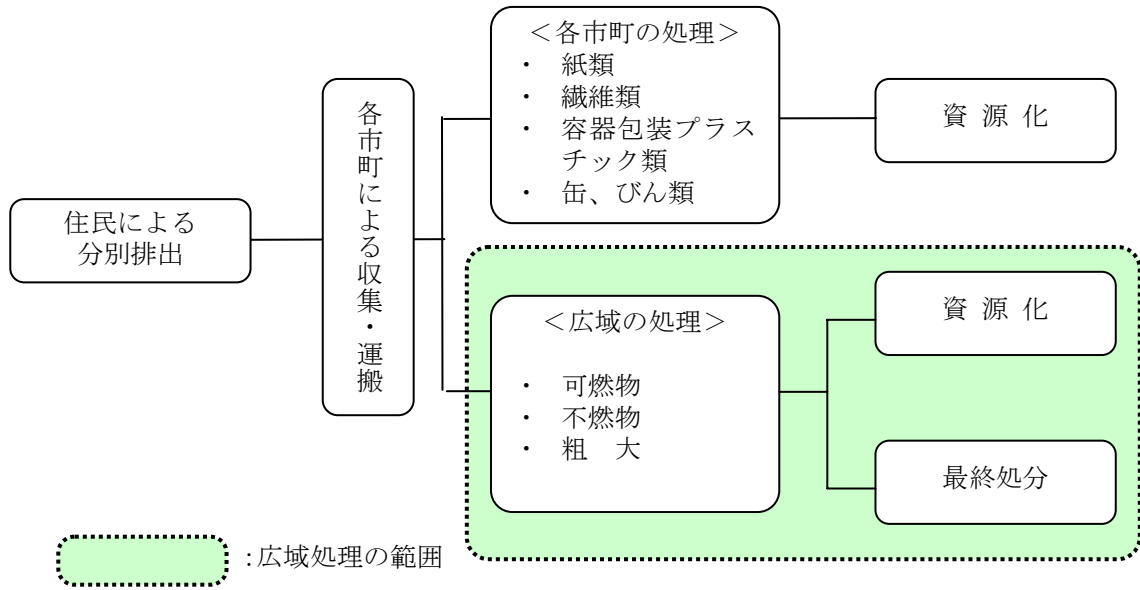 住民による
分別排出
各市町による収集・運搬
＜各市町の処理＞
・ 紙類
・ 繊維類
・ 容器包装プラス
チック類
・ 缶、びん類
資 源 化
＜広域の処理＞
・ 可燃物
・ 不燃物
・ 粗　大
資 源 化
最終処分
：広域処理の範囲